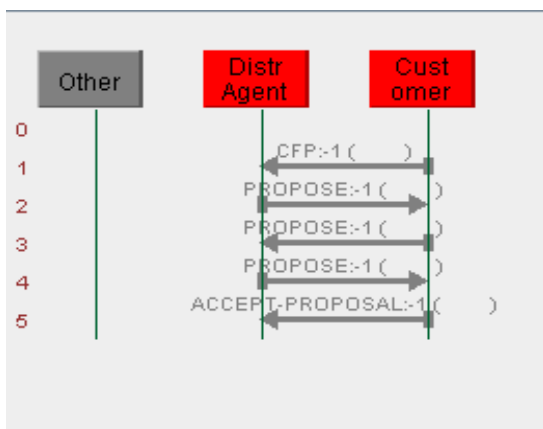 Other
Distr
Agent
Cust
omer
0
CFP:-1 (     )
1
PROPOSE:-1 (     )
2
PROPOSE:-1 (     )
3
PROPOSE:-1 (     )
4
ACCEPT-PROPOSAL:-1 (     )
5